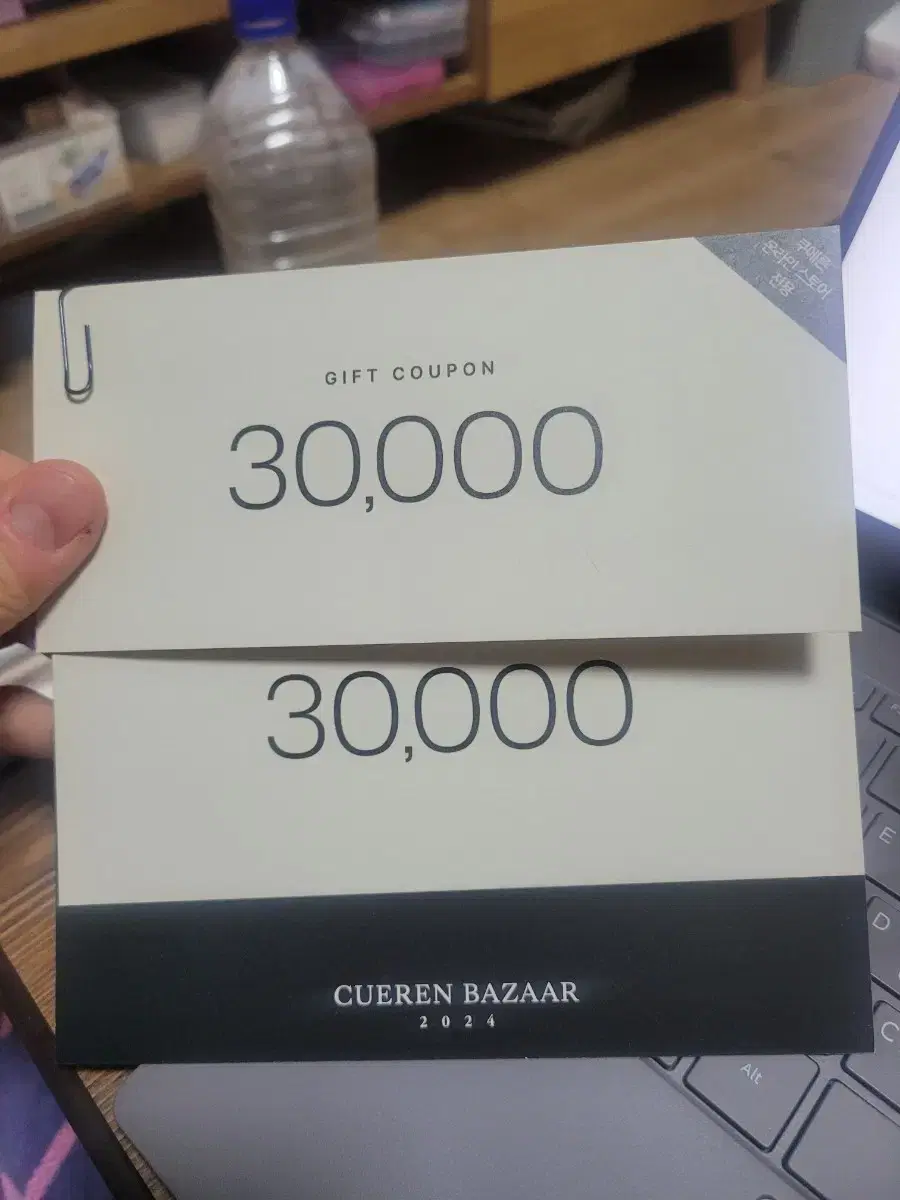 쿠에른
온라인스토어
전용
GIFT COUPON
30,000
30,000
CUEREN BAZAAR
2024
E
D
C
Alt